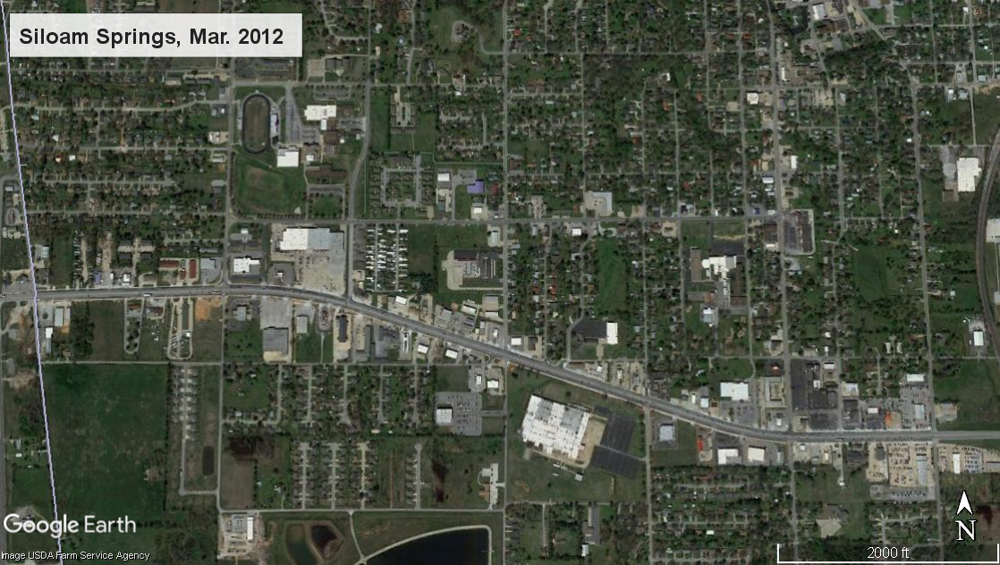 Siloam Springs, Mar. 2012
N
2000 ft
Google Earth
Image USDA Farm Service Agency